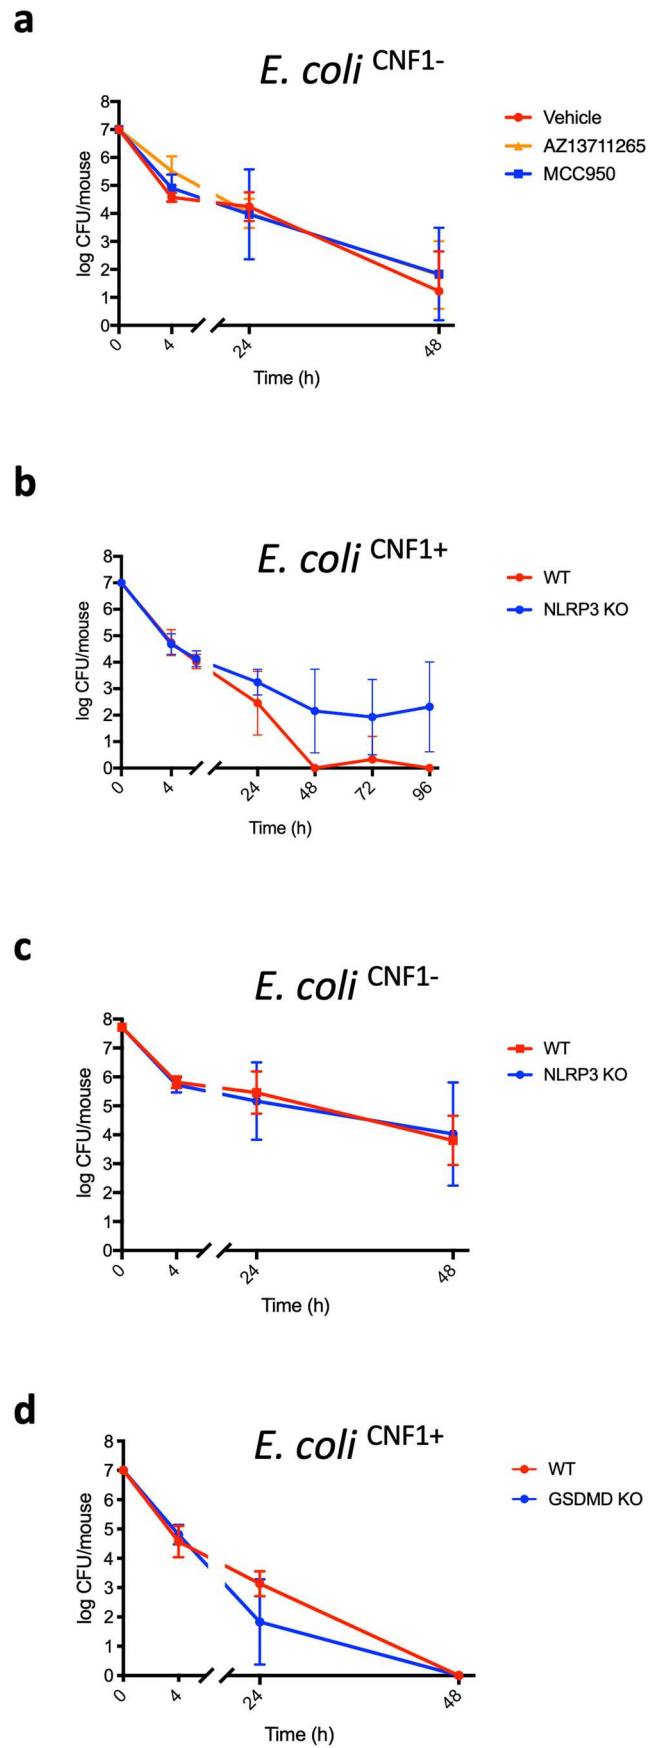 a
E. coli CNF1-
log CFU/mouse
8
7
6
5
4
3
2
1
0
0
4
24
48
Time (h)
Vehicle
AZ13711265
MCC950
b
E. coli CNF1+
log CFU/mouse
8
7
6
5
4
3
2
1
0
0
4
24
48
72
96
Time (h)
WT
NLRP3 KO
c
E. coli CNF1-
log CFU/mouse
8
7
6
5
4
3
2
1
0
0
4
24
48
Time (h)
WT
NLRP3 KO
d
E. coli CNF1+
log CFU/mouse
8
7
6
5
4
3
2
1
0
0
4
24
48
Time (h)
WT
GSDMD KO